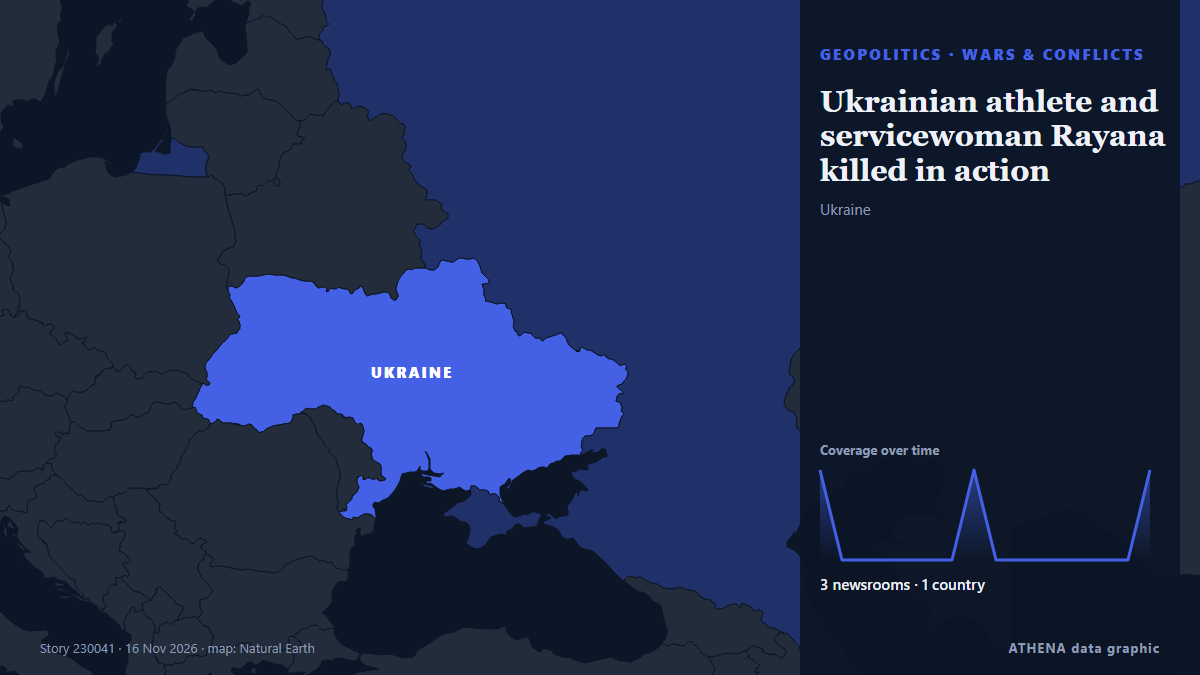 GEOPOLITICS · WARS & CONFLICTS
Ukrainian athlete and
servicewoman Rayana
killed in action
Ukraine
UKRAINE
Coverage over time
3 newsrooms · 1 country
Story 230041 · 16 Nov 2026 · map: Natural Earth
ATHENA data graphic